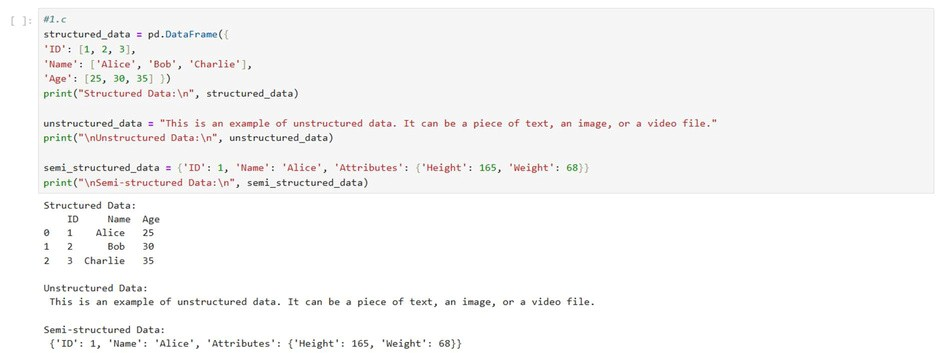 [ ]: #1.c
structured_data = pd.DataFrame({
'ID': [1, 2, 3],
'Name': ['Alice', 'Bob', 'Charlie'],
'Age': [25, 30, 35] })
print("Structured Data:\n", structured_data)

unstructured_data = "This is an example of unstructured data. It can be a piece of text, an image, or a video file."
print("\nUnstructured Data:\n", unstructured_data)

semi_structured_data = {'ID': 1, 'Name': 'Alice', 'Attributes': {'Height': 165, 'Weight': 68}}
print("\nSemi-structured Data:\n", semi_structured_data)

Structured Data:
   ID     Name  Age
0   1    Alice   25
1   2      Bob   30
2   3  Charlie   35

Unstructured Data:
 This is an example of unstructured data. It can be a piece of text, an image, or a video file.

Semi-structured Data:
 {'ID': 1, 'Name': 'Alice', 'Attributes': {'Height': 165, 'Weight': 68}}